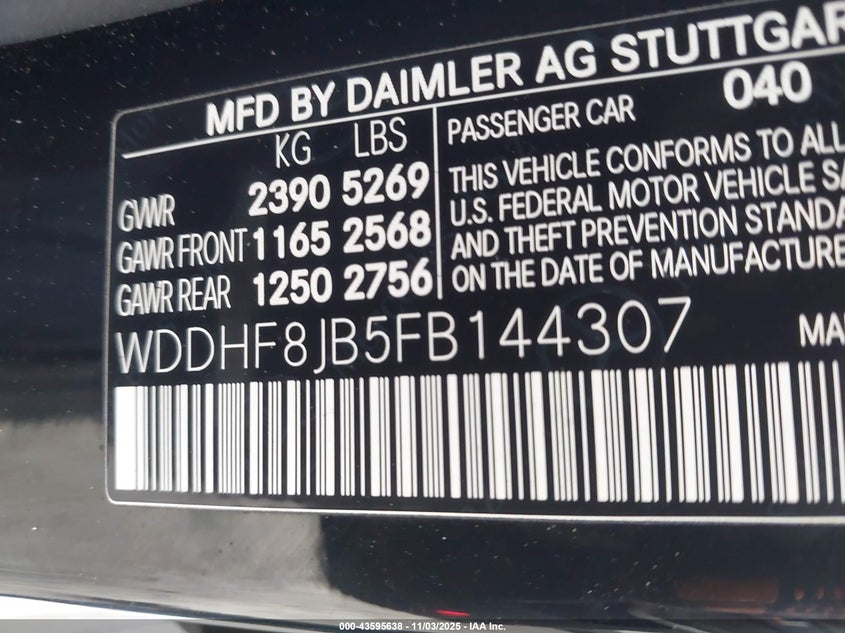 MFD BY DAIMLER AG STUTTGAR
KG LBS
GVWR 2390 5269
GAWR FRONT 1165 2568
GAWR REAR 1250 2756
PASSENGER CAR 040
THIS VEHICLE CONFORMS TO ALL
U.S. FEDERAL MOTOR VEHICLE SA
AND THEFT PREVENTION STANDA
ON THE DATE OF MANUFACTURE
WDDHF8JB5FB144307 MA
000-43595638 - 11/03/2025 - IAA Inc.